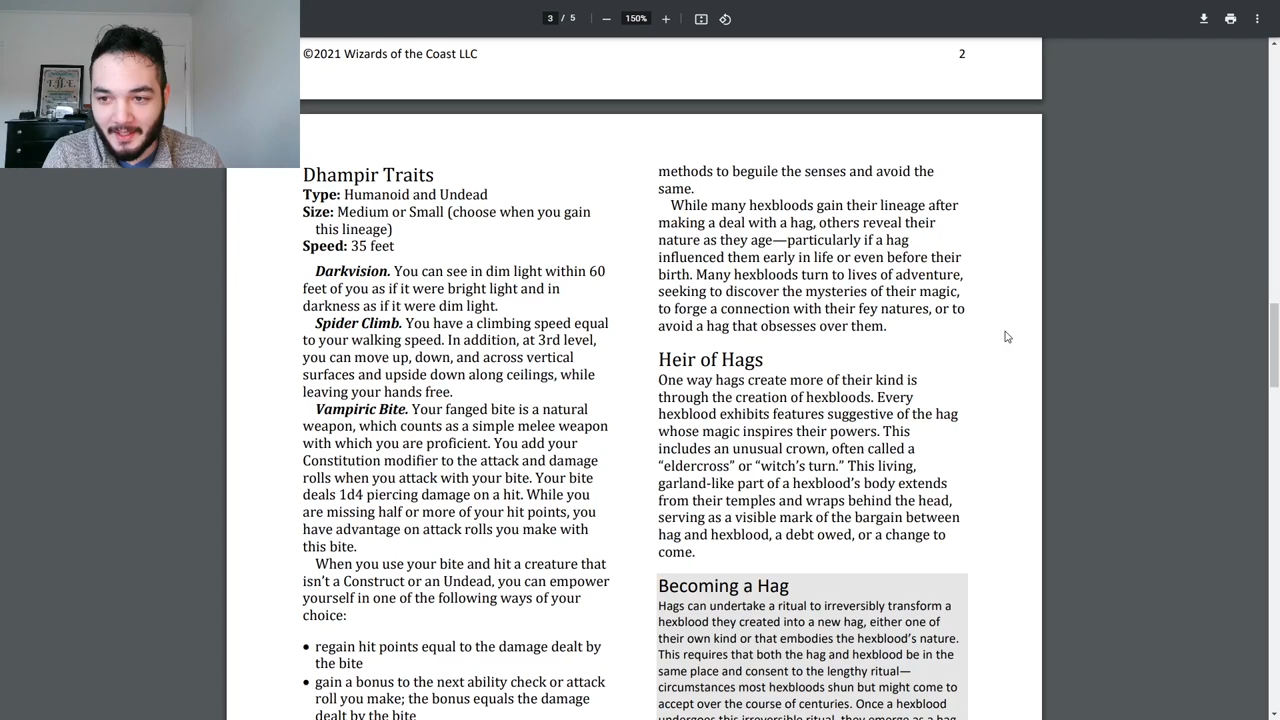 3 / 5
150%
©2021 Wizards of the Coast LLC
2
Dhampir Traits
Type: Humanoid and Undead
Size: Medium or Small (choose when you gain
this lineage)
Speed: 35 feet
Darkvision. You can see in dim light within 60
feet of you as if it were bright light and in
darkness as if it were dim light.
Spider Climb. You have a climbing speed equal
to your walking speed. In addition, at 3rd level,
you can move up, down, and across vertical
surfaces and upside down along ceilings, while
leaving your hands free.
Vampiric Bite. Your fanged bite is a natural
weapon, which counts as a simple melee weapon
with which you are proficient. You add your
Constitution modifier to the attack and damage
rolls when you attack with your bite. Your bite
deals 1d4 piercing damage on a hit. While you
are missing half or more of your hit points, you
have advantage on attack rolls you make with
this bite.
When you use your bite and hit a creature that
isn't a Construct or an Undead, you can empower
yourself in one of the following ways of your
choice:
• regain hit points equal to the damage dealt by
the bite
• gain a bonus to the next ability check or attack
roll you make; the bonus equals the damage
dealt by the bite
methods to beguile the senses and avoid the
same.
While many hexbloods gain their lineage after
making a deal with a hag, others reveal their
nature as they age—particularly if a hag
influenced them early in life or even before their
birth. Many hexbloods turn to lives of adventure,
seeking to discover the mysteries of their magic,
to forge a connection with their fey natures, or to
avoid a hag that obsesses over them.
Heir of Hags
One way hags create more of their kind is
through the creation of hexbloods. Every
hexblood exhibits features suggestive of the hag
whose magic inspires their powers. This
includes an unusual crown, often called a
“eldercross” or “witch’s turn.” This living,
garland-like part of a hexblood’s body extends
from their temples and wraps behind the head,
serving as a visible mark of the bargain between
hag and hexblood, a debt owed, or a change to
come.
Becoming a Hag
Hags can undertake a ritual to irreversibly transform a
hexblood they created into a new hag, either one of
their own kind or that embodies the hexblood’s nature.
This requires that both the hag and hexblood be in the
same place and consent to the lengthy ritual—
circumstances most hexbloods shun but might come to
accept over the course of centuries. Once a hexblood
undergoes this irreversible ritual, they emerge as a hag